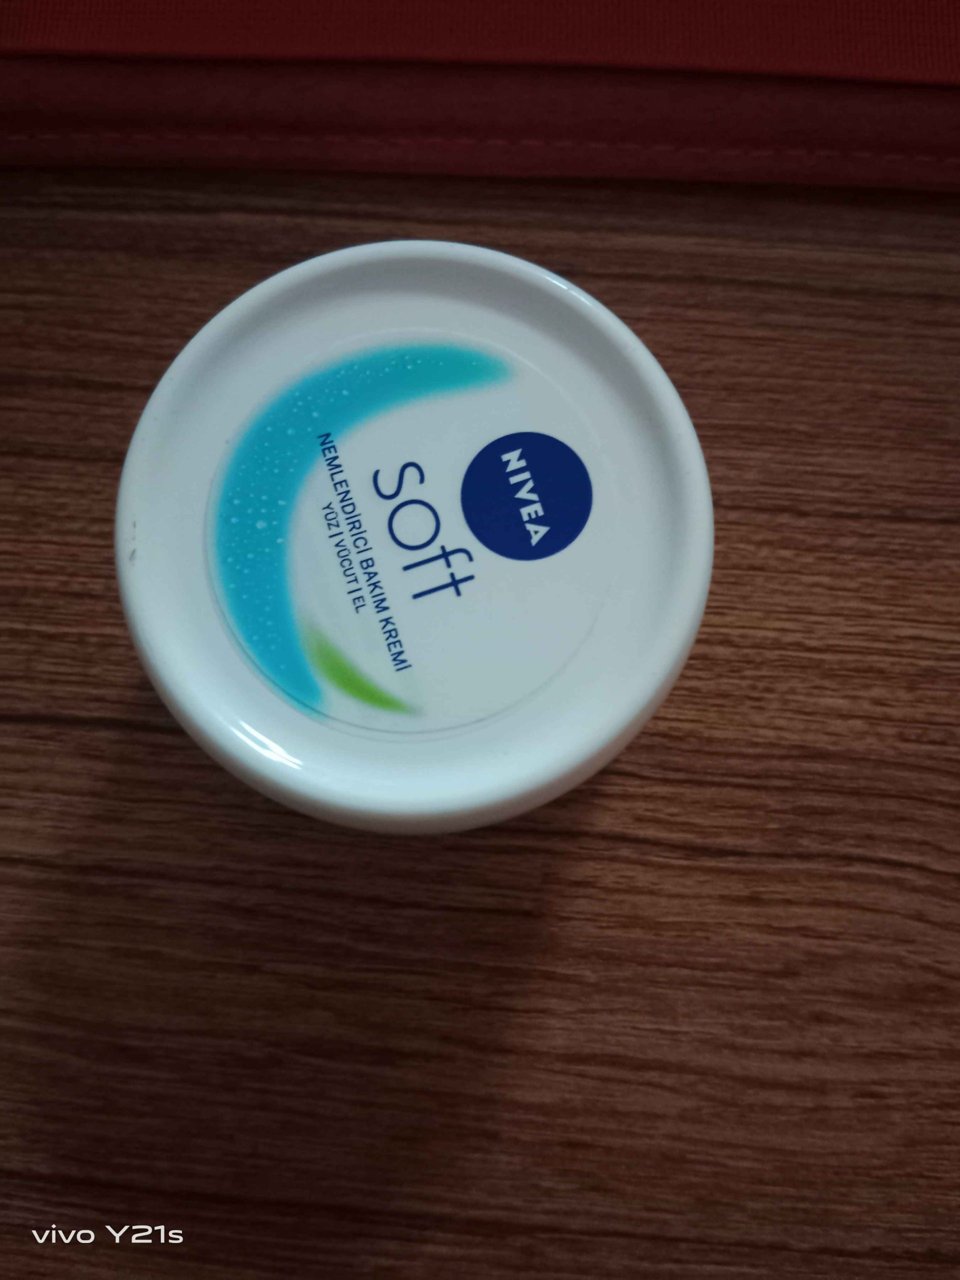 NIVEA
soft
NEMLENDİRİCİ BAKIM KREMİ
YÜZ | VÜCUT | EL
vivo Y21s